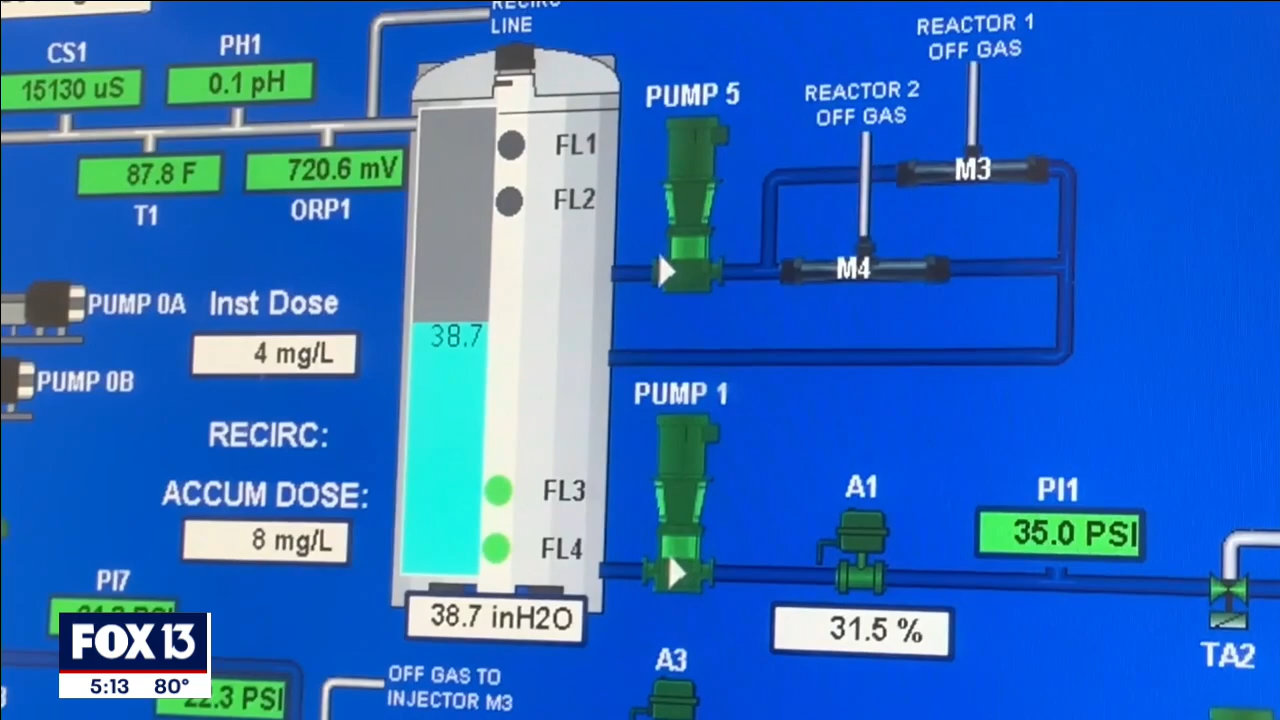 RECIRC
LINE
REACTOR 1
OFF GAS
CS1
PH1
15130 uS
0.1 pH
PUMP 5
REACTOR 2
OFF GAS
FL1
M3
87.8 F
720.6 mV
T1
ORP1
FL2
M4
PUMP 0A
Inst Dose
38.7
4 mg/L
PUMP 0B
PUMP 1
RECIRC:
ACCUM DOSE:
FL3
A1
PI1
8 mg/L
FL4
35.0 PSI
PI7
38.7 inH2O
31.5 %
FOX 13
5:13 80°
TA2
A3
OFF GAS TO
INJECTOR M3
22.3 PSI